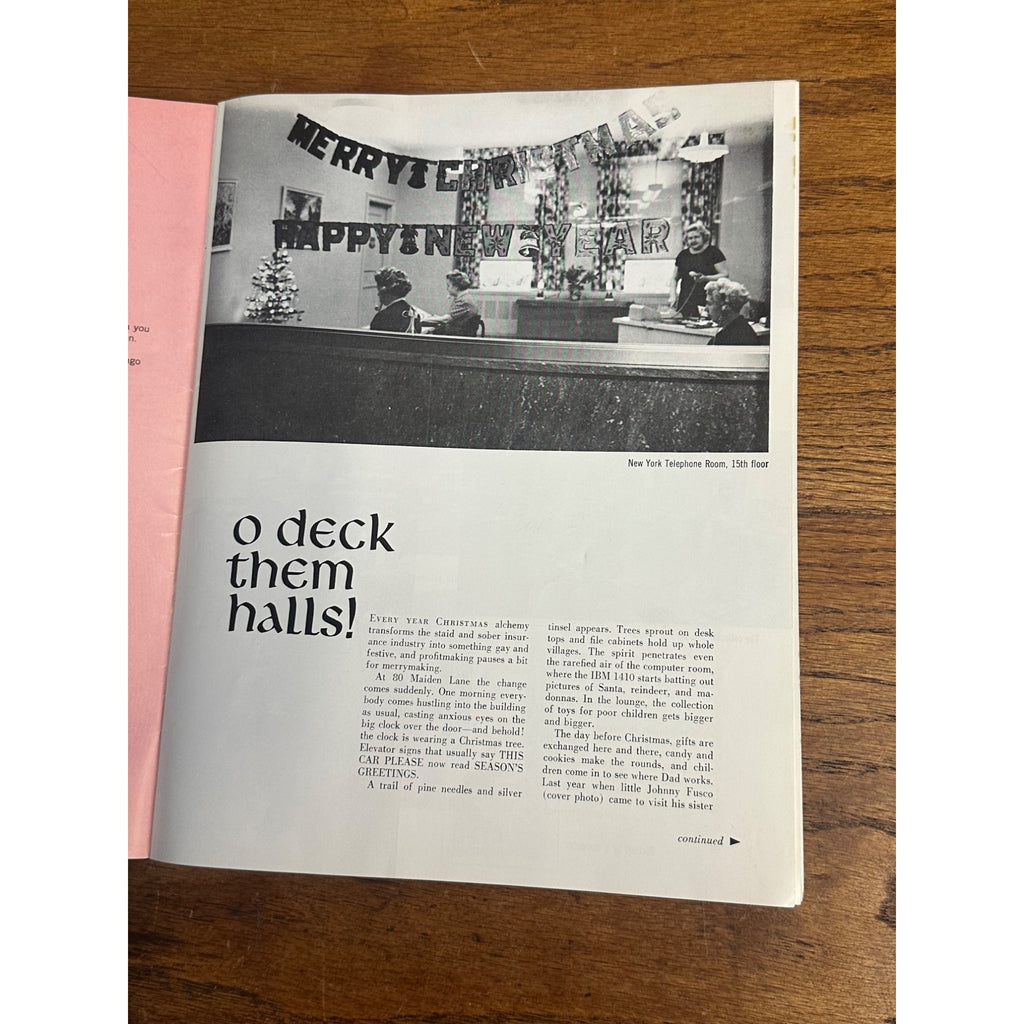 you
n.
go
MERRY CHRISTMAS
HAPPY NEW YEAR
New York Telephone Room, 15th floor
o deck
them
halls!
EVERY YEAR CHRISTMAS alchemy
transforms the staid and sober insur-
ance industry into something gay and
festive, and profitmaking pauses a bit
for merrymaking.
At 80 Maiden Lane the change
comes suddenly. One morning every-
body comes hustling into the building
as usual, casting anxious eyes on the
big clock over the door—and behold!
the clock is wearing a Christmas tree.
Elevator signs that usually say THIS
CAR PLEASE now read SEASON'S
GREETINGS.
A trail of pine needles and silver
tinsel appears. Trees sprout on desk
tops and file cabinets hold up whole
villages. The spirit penetrates even
the rarefied air of the computer room,
where the IBM 1410 starts batting out
pictures of Santa, reindeer, and ma-
donnas. In the lounge, the collection
of toys for poor children gets bigger
and bigger.
The day before Christmas, gifts are
exchanged here and there, candy and
cookies make the rounds, and chil-
dren come in to see where Dad works.
Last year when little Johnny Fusco
(cover photo) came to visit his sister
continued ►